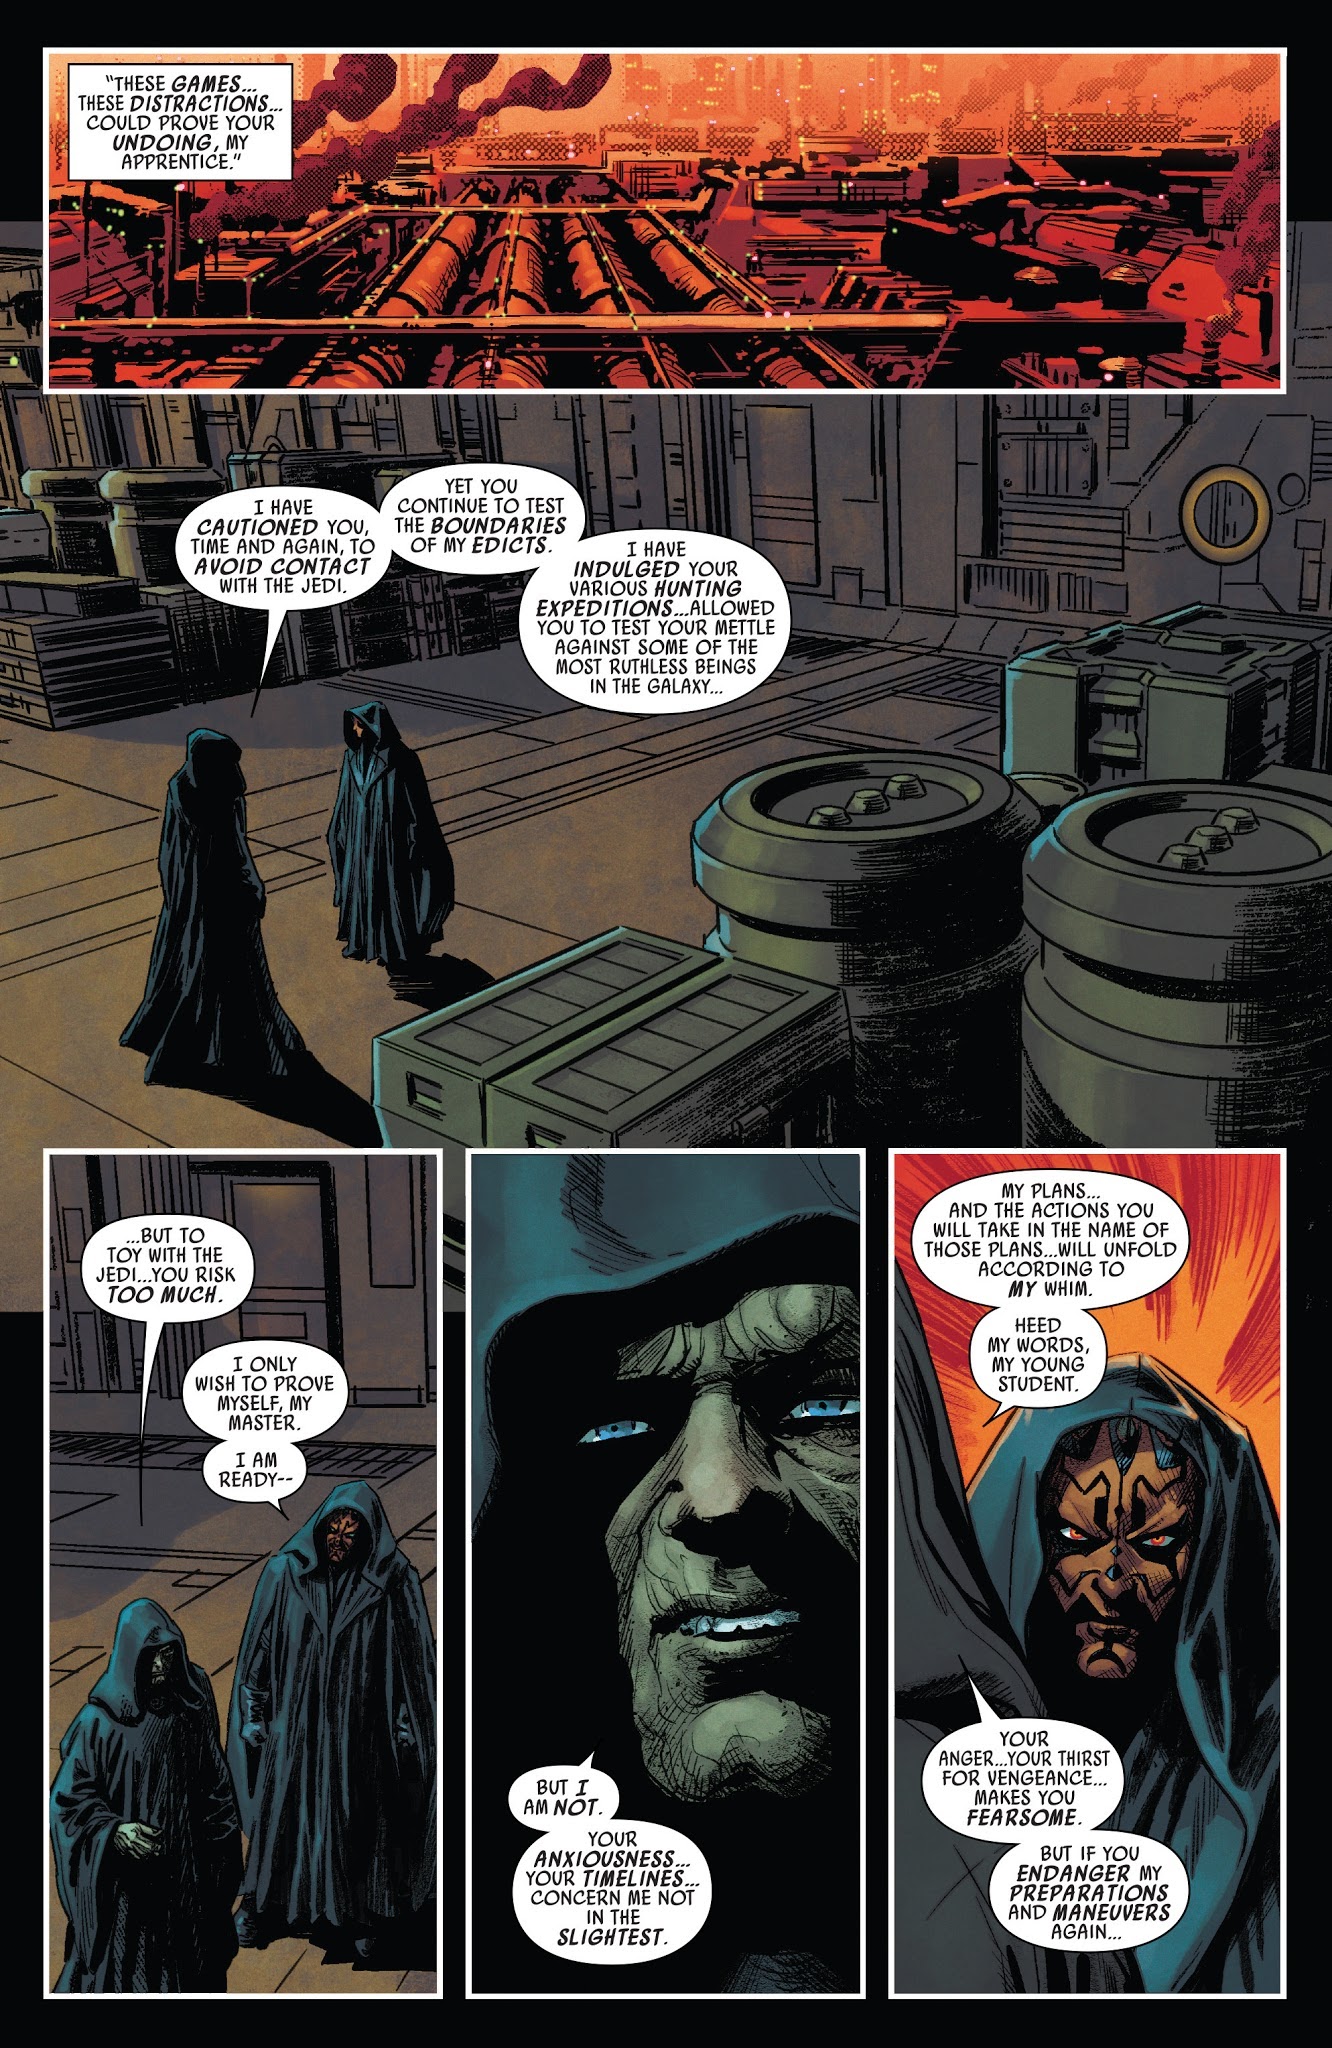 "THESE GAMES...
THESE DISTRACTIONS...
COULD PROVE YOUR
UNDOING, MY
APPRENTICE."
I HAVE
CAUTIONED YOU,
TIME AND AGAIN, TO
AVOID CONTACT
WITH THE JEDI.
YET YOU
CONTINUE TO TEST
THE BOUNDARIES
OF MY EDICTS.
I HAVE
INDULGED YOUR
VARIOUS HUNTING
EXPEDITIONS...ALLOWED
YOU TO TEST YOUR METTLE
AGAINST SOME OF THE
MOST RUTHLESS BEINGS
IN THE GALAXY...
...BUT TO
TOY WITH THE
JEDI...YOU RISK
TOO MUCH.
I ONLY
WISH TO PROVE
MYSELF, MY
MASTER.
I AM
READY--
BUT I
AM NOT.
YOUR
ANXIOUSNESS...
YOUR TIMELINES...
CONCERN ME NOT
IN THE
SLIGHTEST.
MY PLANS...
AND THE ACTIONS YOU
WILL TAKE IN THE NAME OF
THOSE PLANS...WILL UNFOLD
ACCORDING TO
MY WHIM.
HEED
MY WORDS,
MY YOUNG
STUDENT.
YOUR
ANGER...YOUR THIRST
FOR VENGEANCE...
MAKES YOU
FEARSOME.
BUT IF YOU
ENDANGER MY
PREPARATIONS
AND MANEUVERS
AGAIN...